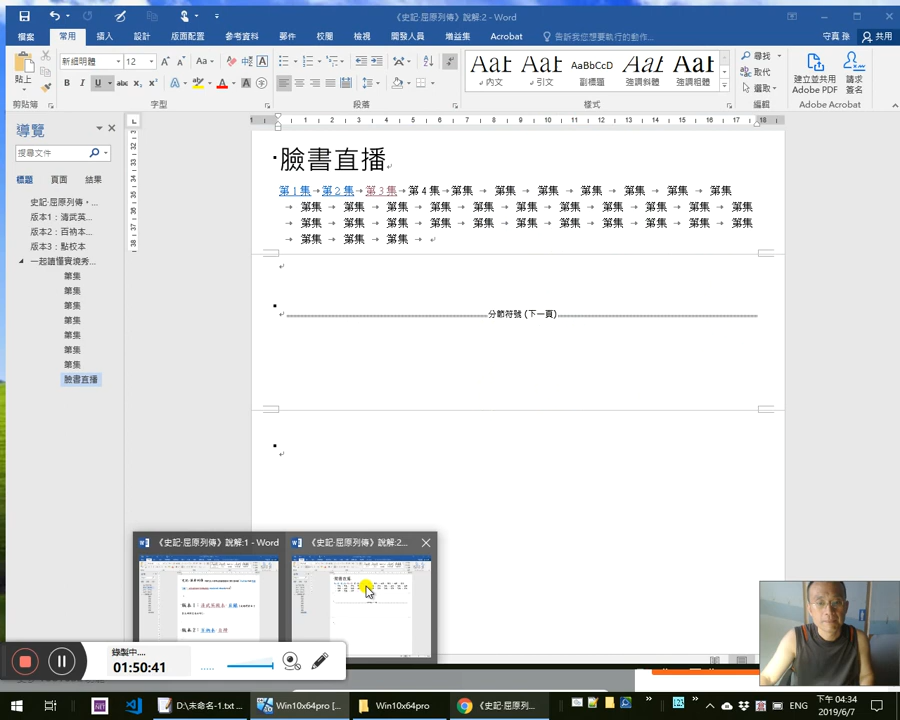 《史記·屈原列傳》說解:2 - Word
檔案 常用 插入 設計 版面配置 參考資料 郵件 校閱 檢視 開發人員 增益集 Acrobat 告訴我您想要執行的動作... 守真 孫 共用
貼上 新細明體 12 AaBbCcD 尋找
內文 引文 副標題 強調斜體 強調粗體 取代
選取
建立並共用 Adobe PDF 請求 簽名
剪貼簿 字型 段落 樣式 編輯 Adobe Acrobat
導覽
搜尋文件
標題 頁面 結果
史記·屈原列傳·...
版本1：清武英...
版本2：百衲本...
版本3：點校本
一起讀懂實境秀...
第集
第集
第集
第集
第集
第集
第集
臉書直播
臉書直播
第1集 第2集 第3集 第4集 第集 第集 第集 第集 第集 第集 第集
第集 第集 第集 第集 第集 第集 第集 第集 第集 第集 第集
第集 第集 第集 第集 第集 第集 第集 第集 第集 第集 第集
第集 第集 第集
分節符號 (下一頁)
《史記·屈原列傳》說解:1 - Word
《史記·屈原列傳》說解:2...
臉書直播
錄製中....
01:50:41
D:\未命名-1.txt ...
Win10x64pro [...
Win10x64pro
《史記·屈原列...
ENG
下午 04:34
2019/6/7